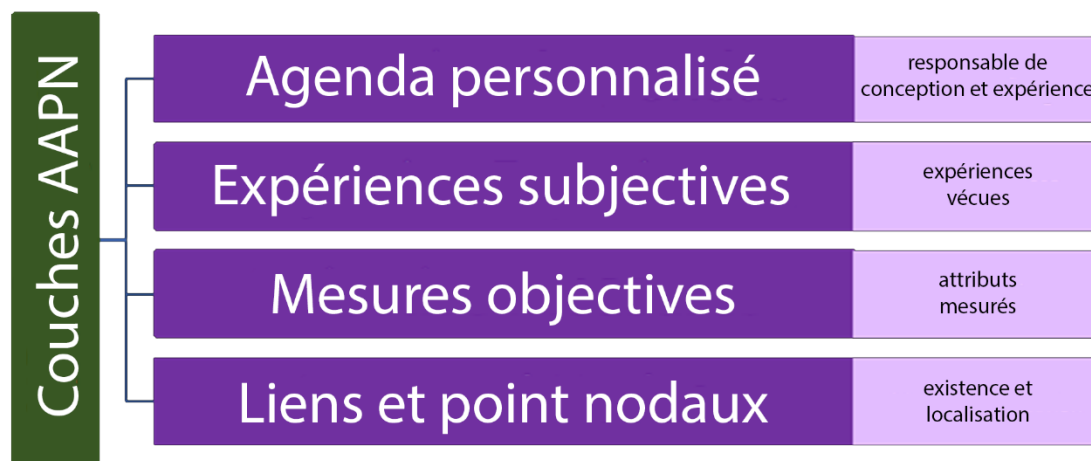 Couches AAPN
Agenda personnalisé
responsable de
conception et expérience
Expériences subjectives
expériences
vécues
Mesures objectives
attributs
mesurés
Liens et point nodaux
existence et
localisation